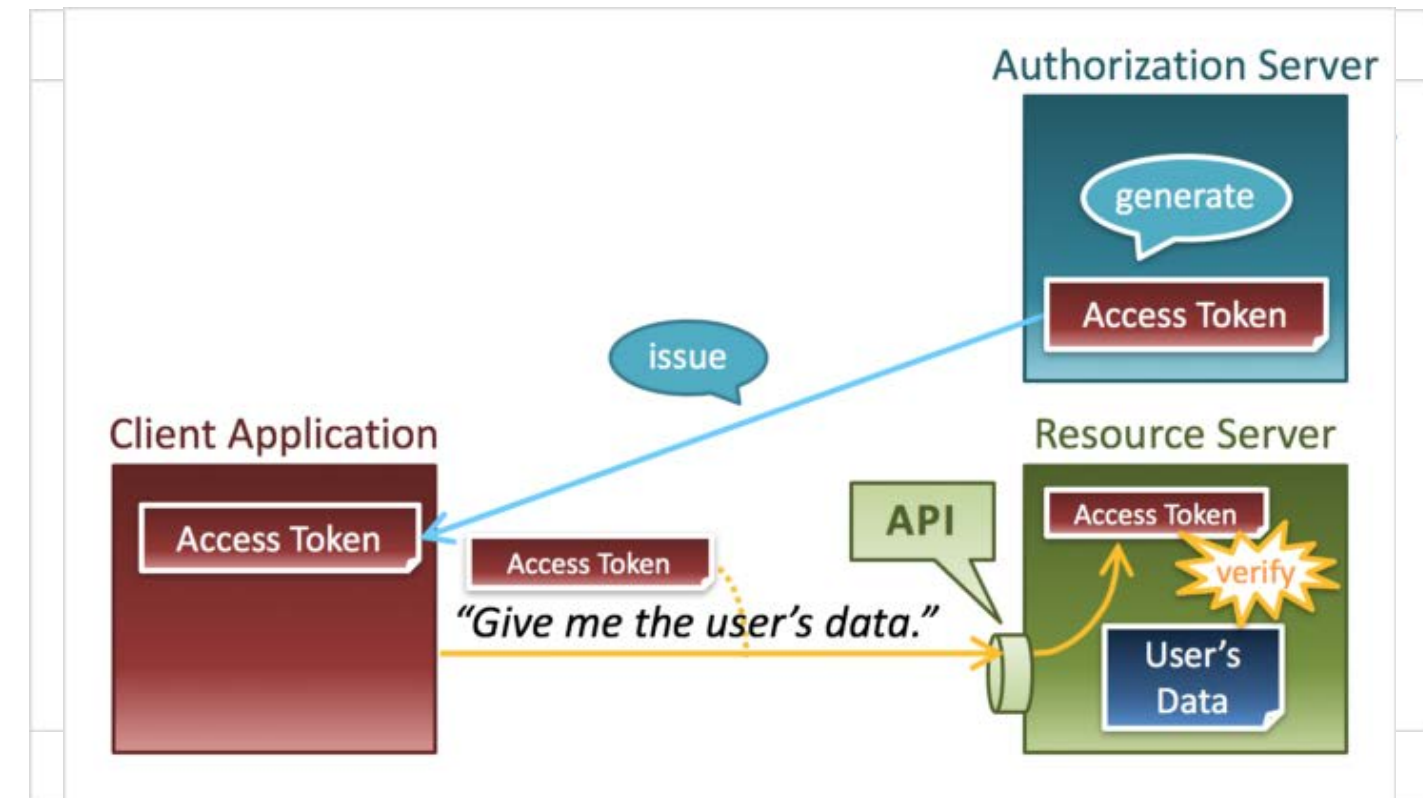 Authorization Server
generate
Access Token
issue
Client Application
Access Token
Access Token
"Give me the user's data."
API
Resource Server
Access Token
verify
User's
Data